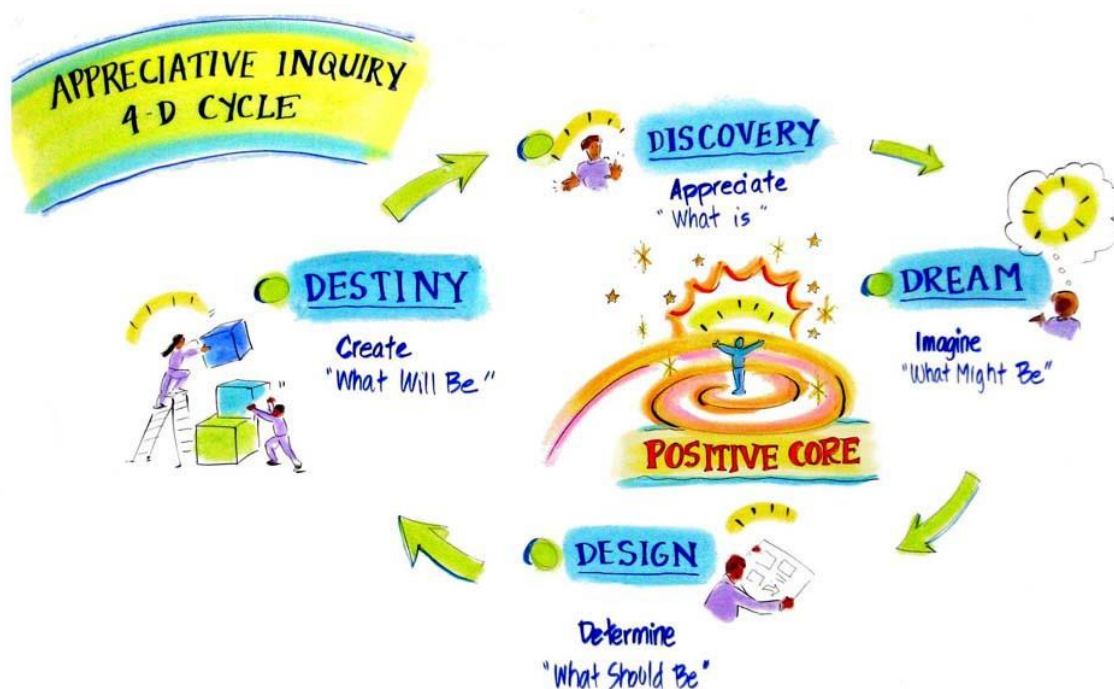 APPRECIATIVE INQUIRY
4-D CYCLE
DISCOVERY
Appreciate
"What is"
DREAM
Imagine
"What Might Be"
DESIGN
Determine
"What Should Be"
DESTINY
Create
"What Will Be"
POSITIVE CORE